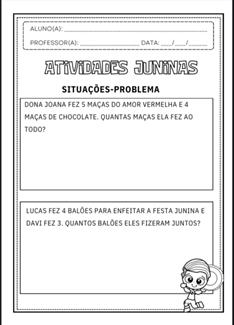 ALUNO(A): ___________________________
PROFESSOR(A): ______________ DATA: ___/___/____
ATIVIDADES JUNINAS
SITUAÇÕES-PROBLEMA
DONA JOANA FEZ 5 MAÇAS DO AMOR VERMELHA E 4
MAÇAS DE CHOCOLATE. QUANTAS MAÇAS ELA FEZ AO
TODO?
LUCAS FEZ 4 BALÕES PARA ENFEITAR A FESTA JUNINA E
DAVI FEZ 3. QUANTOS BALÕES ELES FIZERAM JUNTOS?